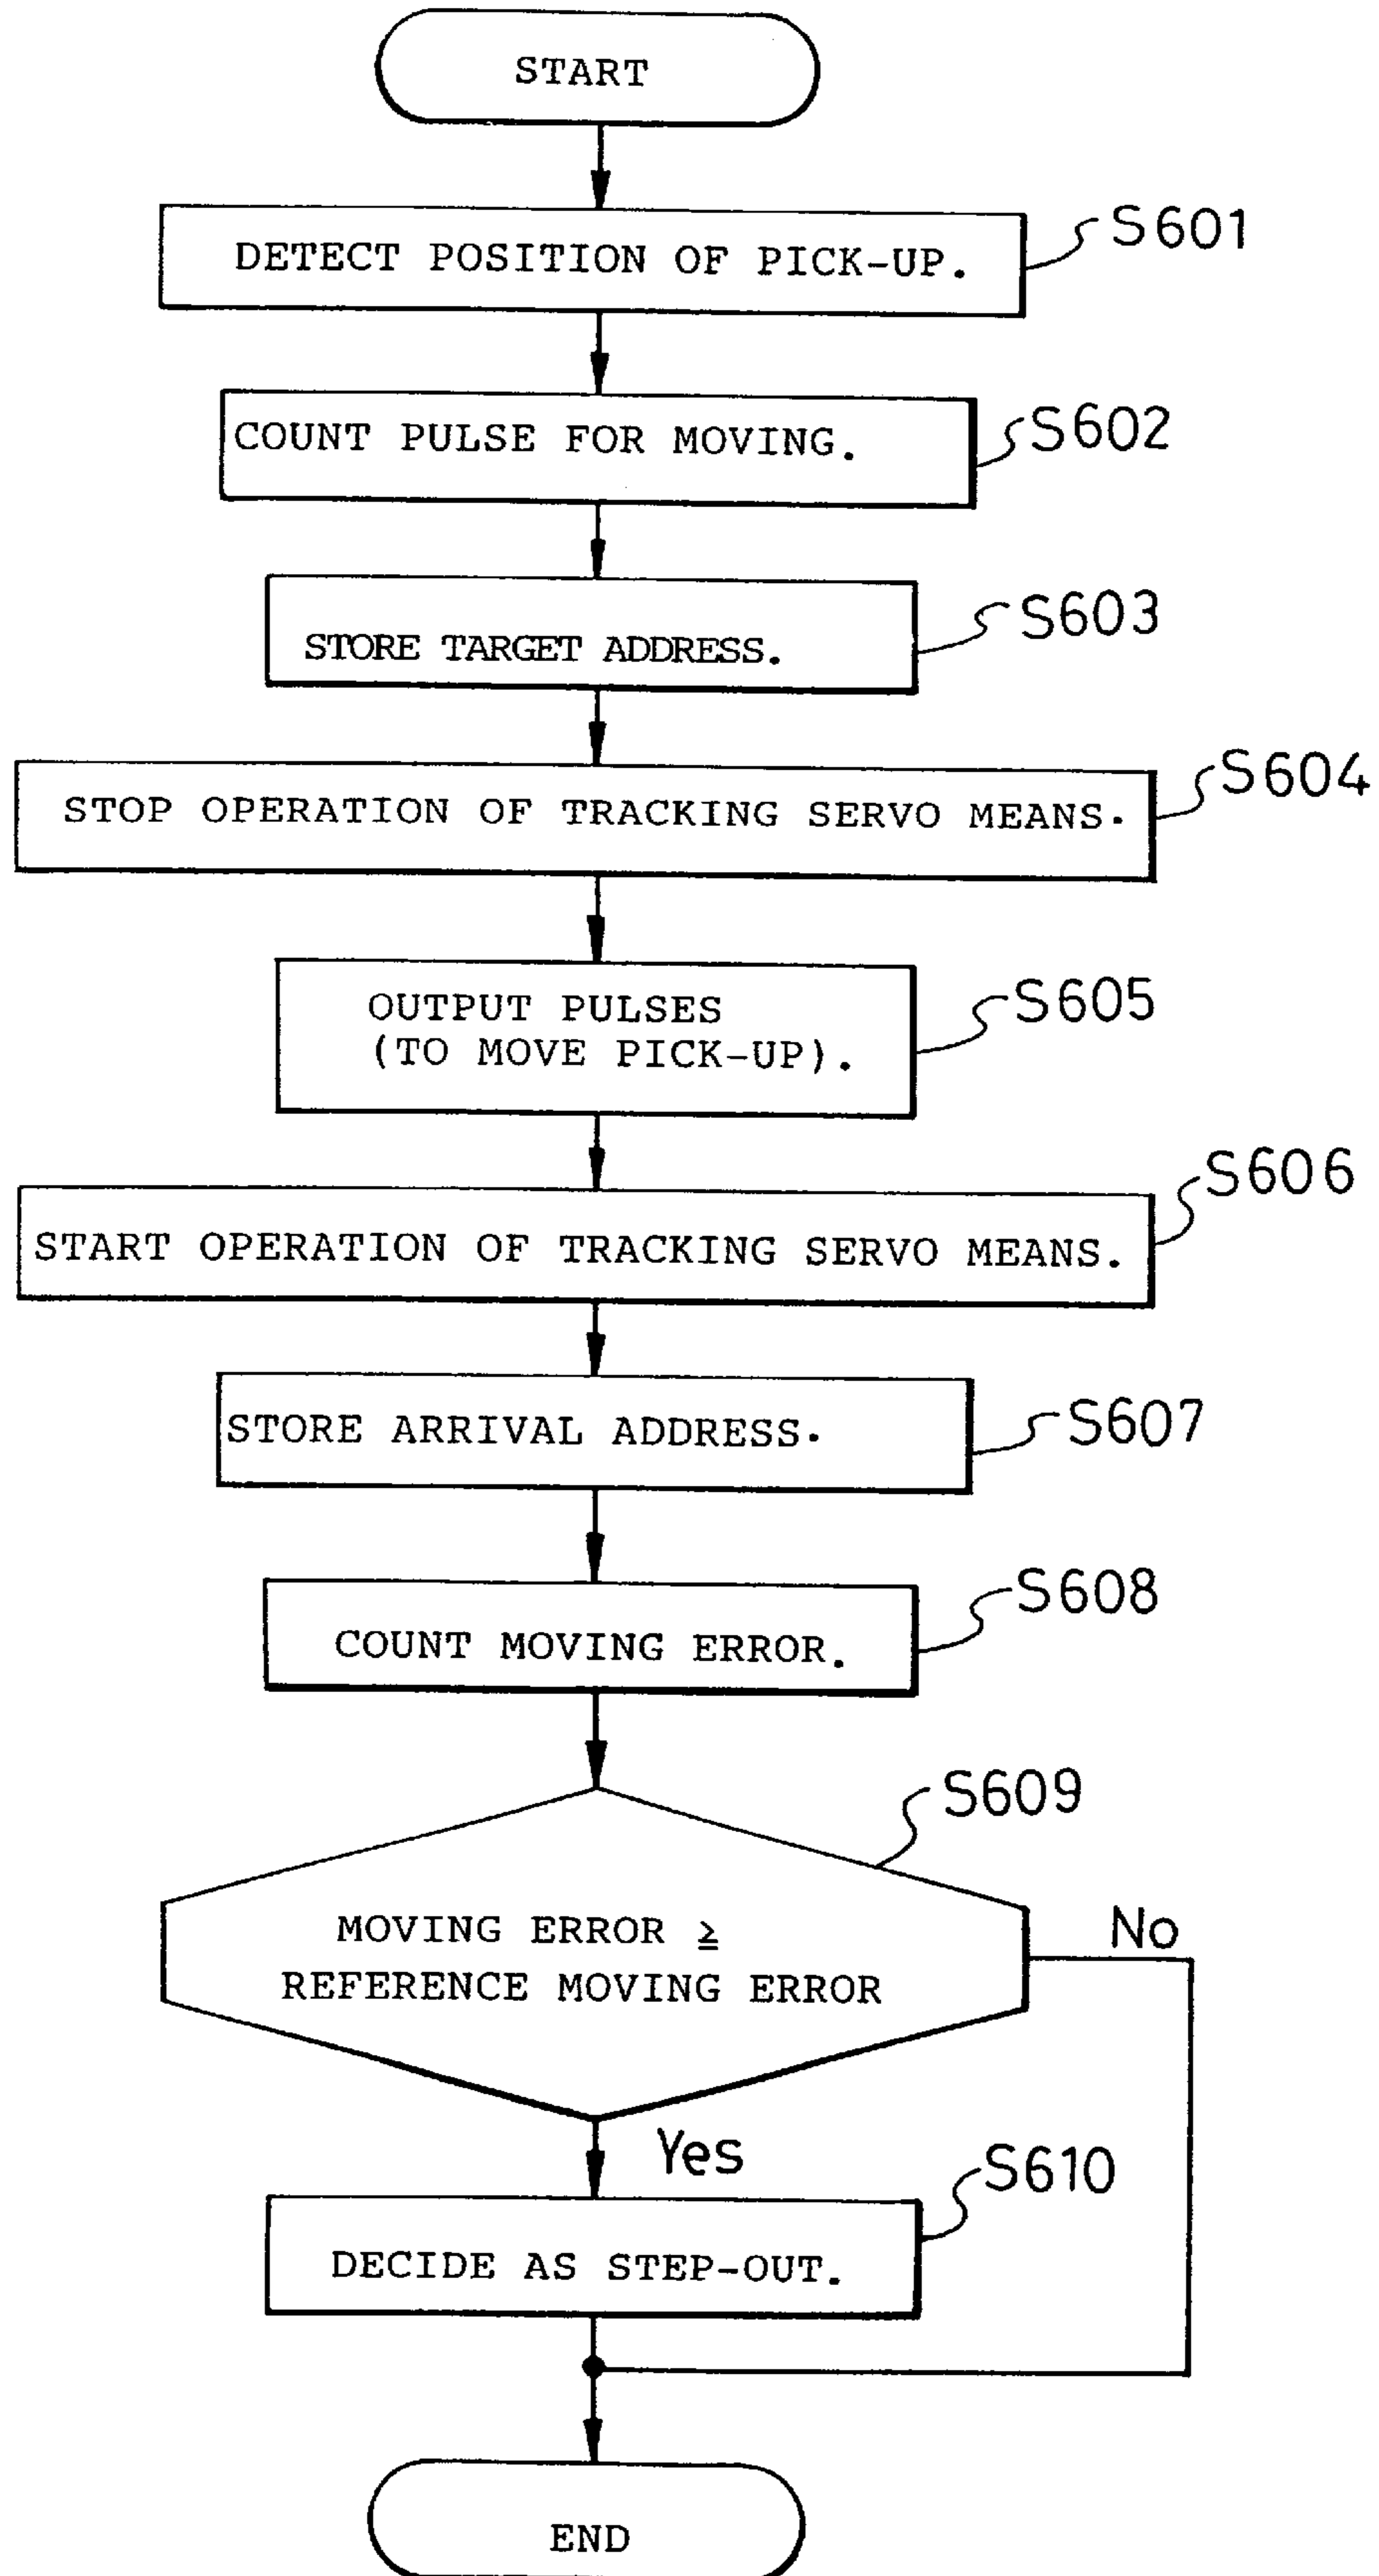 START
DETECT POSITION OF PICK-UP.
S601
COUNT PULSE FOR MOVING.
S602
STORE TARGET ADDRESS.
S603
STOP OPERATION OF TRACKING SERVO MEANS.
S604
OUTPUT PULSES
(TO MOVE PICK-UP).
S605
START OPERATION OF TRACKING SERVO MEANS.
S606
STORE ARRIVAL ADDRESS.
S607
COUNT MOVING ERROR.
S608
S609
MOVING ERROR ≧
REFERENCE MOVING ERROR
No
Yes
S610
DECIDE AS STEP-OUT.
END